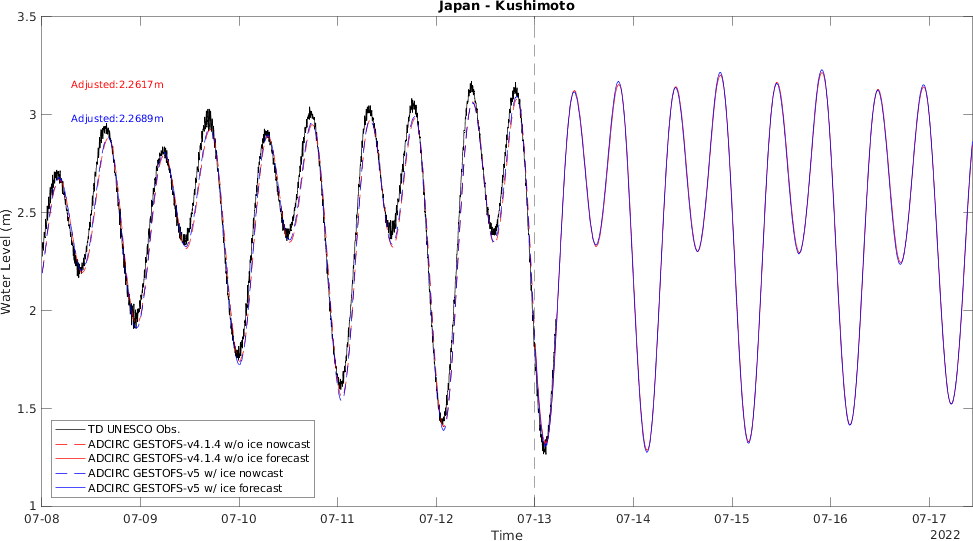 Japan - Kushimoto
3.5
3
2.5
2
1.5
1
Water Level (m)
Adjusted:2.2617m
Adjusted:2.2689m
TD UNESCO Obs.
ADCIRC GESTOFS-v4.1.4 w/o ice nowcast
ADCIRC GESTOFS-v4.1.4 w/o ice forecast
ADCIRC GESTOFS-v5 w/ ice nowcast
ADCIRC GESTOFS-v5 w/ ice forecast
07-08 07-09 07-10 07-11 07-12 07-13 07-14 07-15 07-16 07-17
Time
2022